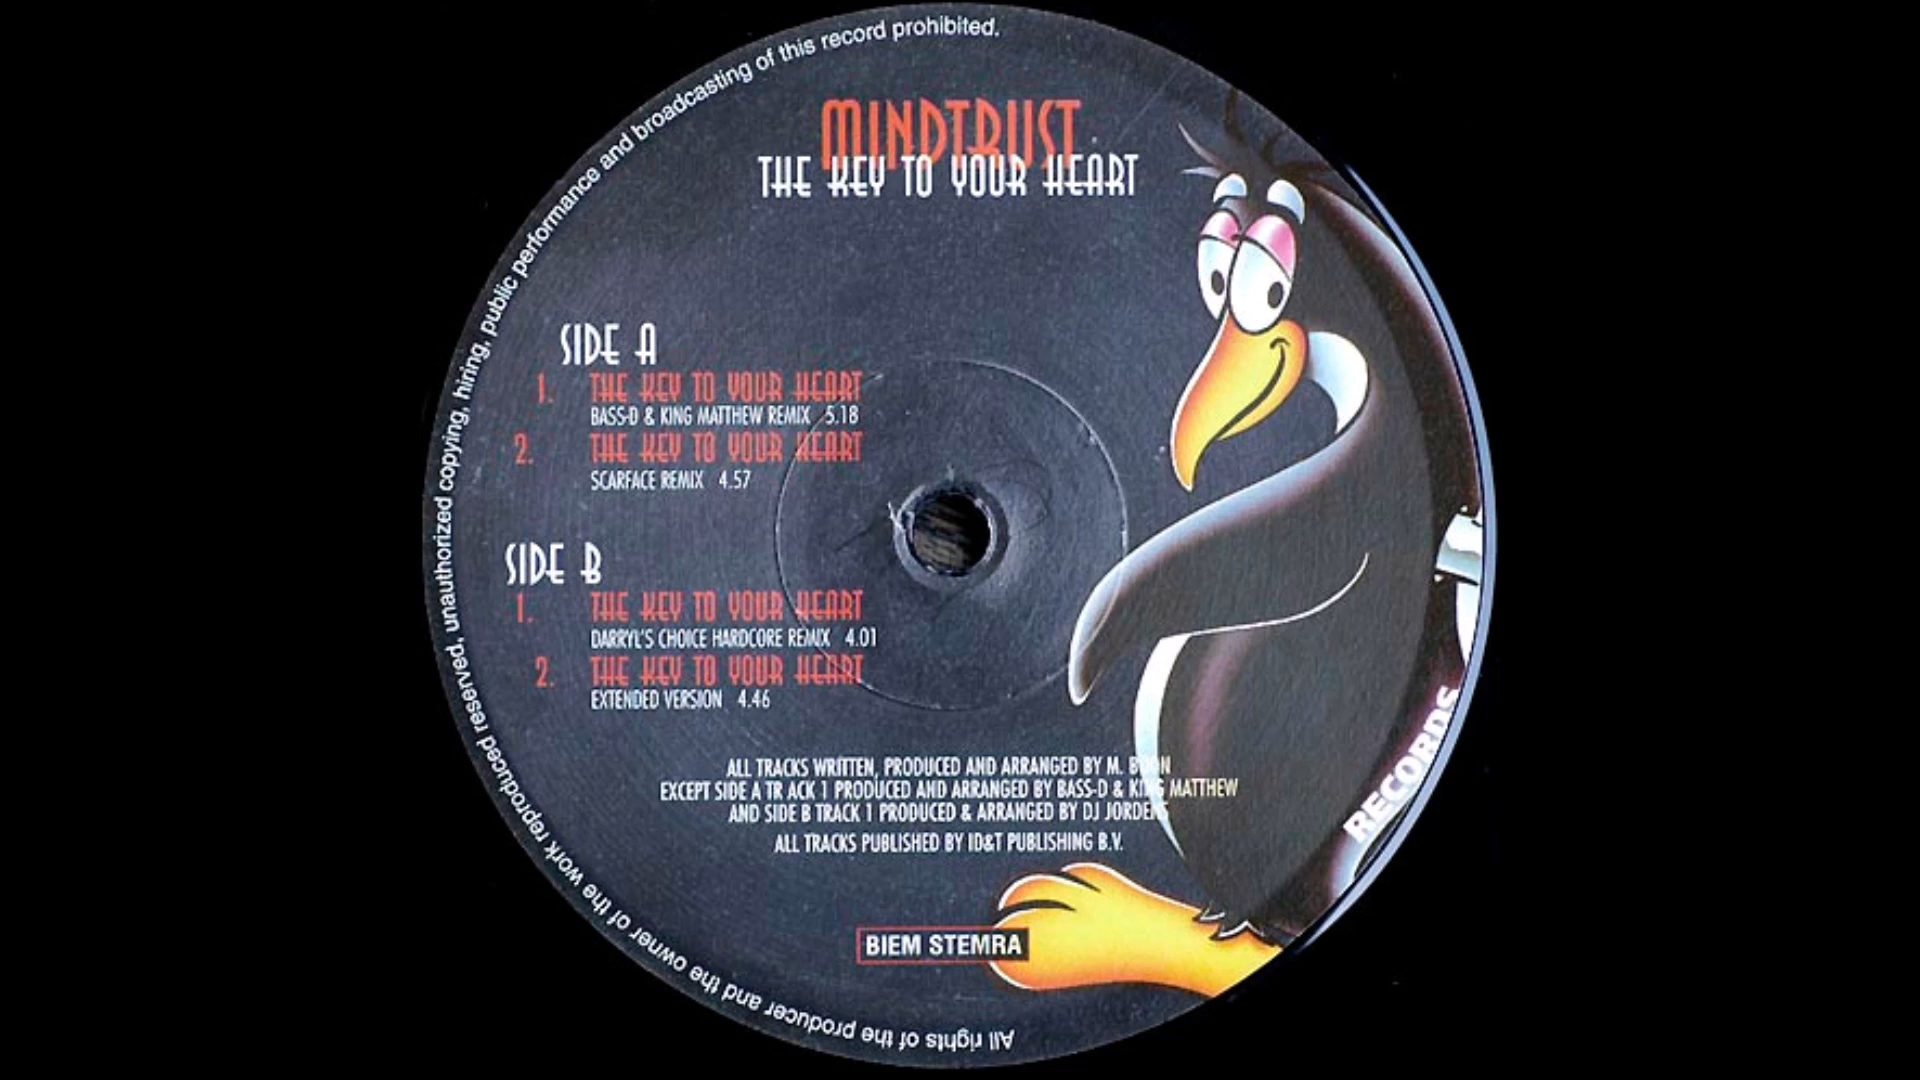 All rights of the producer and the owner of the work reproduced reserved, unauthorized copying, hiring, public performance and broadcasting of this record prohibited.
MINDTRUST
THE KEY TO YOUR HEART
SIDE A
1. THE KEY TO YOUR HEART
BASS-D & KING MATTHEW REMIX 5.18
2. THE KEY TO YOUR HEART
SCARFACE REMIX 4.57
SIDE B
1. THE KEY TO YOUR HEART
DARRYL'S CHOICE HARDCORE REMIX 4.01
2. THE KEY TO YOUR HEART
EXTENDED VERSION 4.46
ALL TRACKS WRITTEN, PRODUCED AND ARRANGED BY M.
EXCEPT SIDE A TR ACK 1 PRODUCED AND ARRANGED BY BASS-D & KING MATTHEW
AND SIDE B TRACK 1 PRODUCED & ARRANGED BY DJ JORDENS
ALL TRACKS PUBLISHED BY ID&T PUBLISHING B.V.
BIEM STEMRA
RECORDS